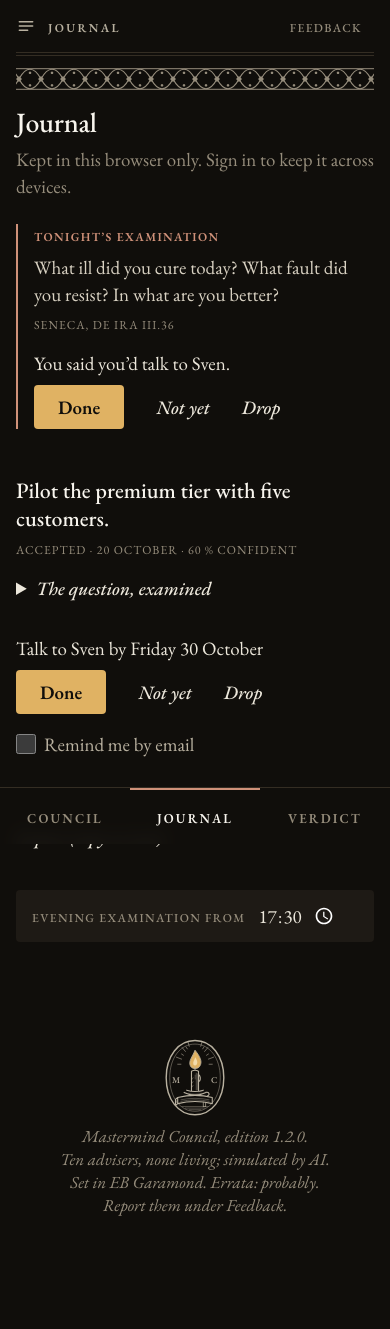 JOURNAL
FEEDBACK
Journal
Kept in this browser only. Sign in to keep it across
devices.
TONIGHT’S EXAMINATION
What ill did you cure today? What fault did
you resist? In what are you better?
SENECA, DE IRA III.36
You said you’d talk to Sven.
Done Not yet Drop
Pilot the premium tier with five
customers.
ACCEPTED · 20 OCTOBER · 60 % CONFIDENT
The question, examined
Talk to Sven by Friday 30 October
Done Not yet Drop
Remind me by email
COUNCIL JOURNAL VERDICT
EVENING EXAMINATION FROM 17:30
M C
Mastermind Council, edition 1.2.0.
Ten advisers, none living; simulated by AI.
Set in EB Garamond. Errata: probably.
Report them under Feedback.